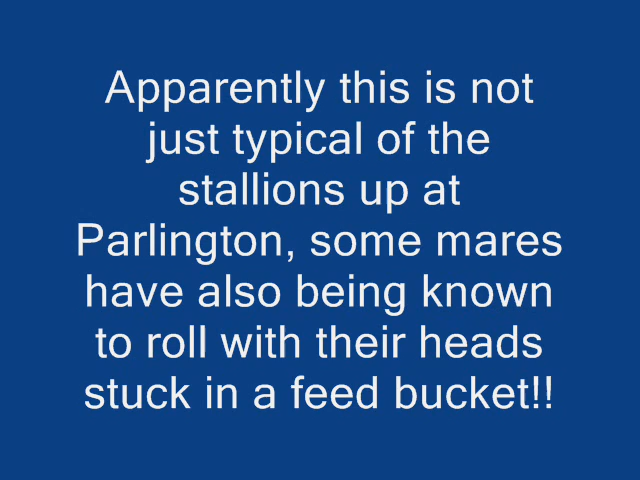 Apparently this is not
just typical of the
stallions up at
Parlington, some mares
have also being known
to roll with their heads
stuck in a feed bucket!!